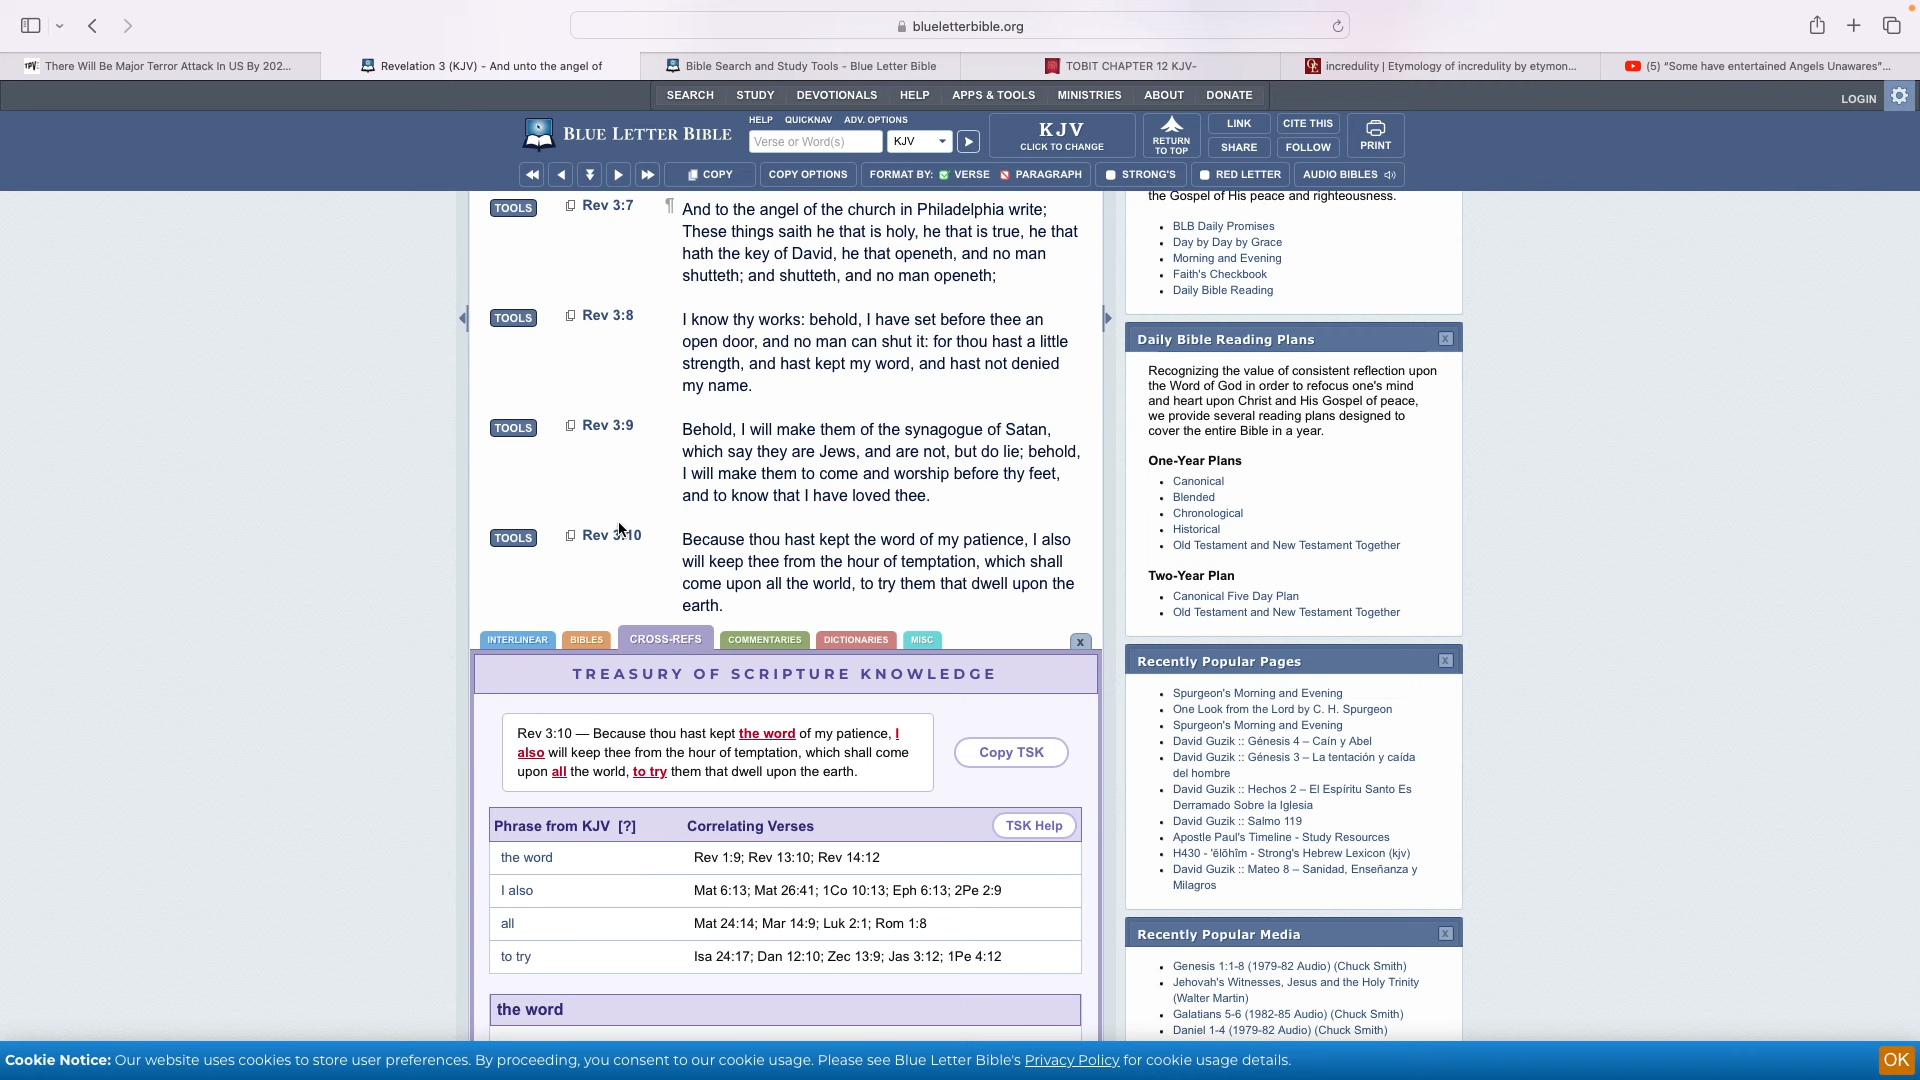 blueletterbible.org
There Will Be Major Terror Attack In US By 202...
Revelation 3 (KJV) - And unto the angel of
Bible Search and Study Tools - Blue Letter Bible
TOBIT CHAPTER 12 KJV-
incredulity | Etymology of incredulity by etymon...
(5) “Some have entertained Angels Unawares”...
SEARCH STUDY DEVOTIONALS HELP APPS & TOOLS MINISTRIES ABOUT DONATE
LOGIN
BLUE LETTER BIBLE
HELP QUICKNAV ADV. OPTIONS
Verse or Word(s)
KJV
KJV
CLICK TO CHANGE
RETURN
TO TOP
LINK
CITE THIS
SHARE
FOLLOW
PRINT
COPY
COPY OPTIONS
FORMAT BY: VERSE PARAGRAPH
STRONG'S
RED LETTER
AUDIO BIBLES
TOOLS
Rev 3:7
¶ And to the angel of the church in Philadelphia write;
These things saith he that is holy, he that is true, he that
hath the key of David, he that openeth, and no man
shutteth; and shutteth, and no man openeth;
TOOLS
Rev 3:8
I know thy works: behold, I have set before thee an
open door, and no man can shut it: for thou hast a little
strength, and hast kept my word, and hast not denied
my name.
TOOLS
Rev 3:9
Behold, I will make them of the synagogue of Satan,
which say they are Jews, and are not, but do lie; behold,
I will make them to come and worship before thy feet,
and to know that I have loved thee.
TOOLS
Rev 3:10
Because thou hast kept the word of my patience, I also
will keep thee from the hour of temptation, which shall
come upon all the world, to try them that dwell upon the
earth.
INTERLINEAR BIBLES CROSS-REFS COMMENTARIES DICTIONARIES MISC
x
TREASURY OF SCRIPTURE KNOWLEDGE
Rev 3:10 — Because thou hast kept the word of my patience, I
also will keep thee from the hour of temptation, which shall come
upon all the world, to try them that dwell upon the earth.
Copy TSK
Phrase from KJV [?] Correlating Verses
TSK Help
the word Rev 1:9; Rev 13:10; Rev 14:12
I also Mat 6:13; Mat 26:41; 1Co 10:13; Eph 6:13; 2Pe 2:9
all Mat 24:14; Mar 14:9; Luk 2:1; Rom 1:8
to try Isa 24:17; Dan 12:10; Zec 13:9; Jas 3:12; 1Pe 4:12
the word
the Gospel of His peace and righteousness.
BLB Daily Promises
Day by Day by Grace
Morning and Evening
Faith's Checkbook
Daily Bible Reading
Daily Bible Reading Plans
x
Recognizing the value of consistent reflection upon
the Word of God in order to refocus one's mind
and heart upon Christ and His Gospel of peace,
we provide several reading plans designed to
cover the entire Bible in a year.
One-Year Plans
Canonical
Blended
Chronological
Historical
Old Testament and New Testament Together
Two-Year Plan
Canonical Five Day Plan
Old Testament and New Testament Together
Recently Popular Pages
x
Spurgeon's Morning and Evening
One Look from the Lord by C. H. Spurgeon
Spurgeon's Morning and Evening
David Guzik :: Génesis 4 – Caín y Abel
David Guzik :: Génesis 3 – La tentación y caída
del hombre
David Guzik :: Hechos 2 – El Espíritu Santo Es
Derramado Sobre la Iglesia
David Guzik :: Salmo 119
Apostle Paul's Timeline - Study Resources
H430 - 'ĕlōhîm - Strong's Hebrew Lexicon (kjv)
David Guzik :: Mateo 8 – Sanidad, Enseñanza y
Milagros
Recently Popular Media
x
Genesis 1:1-8 (1979-82 Audio) (Chuck Smith)
Jehovah's Witnesses, Jesus and the Holy Trinity
(Walter Martin)
Galatians 5-6 (1982-85 Audio) (Chuck Smith)
Daniel 1-4 (1979-82 Audio) (Chuck Smith)
Cookie Notice: Our website uses cookies to store user preferences. By proceeding, you consent to our cookie usage. Please see Blue Letter Bible's Privacy Policy for cookie usage details.
OK